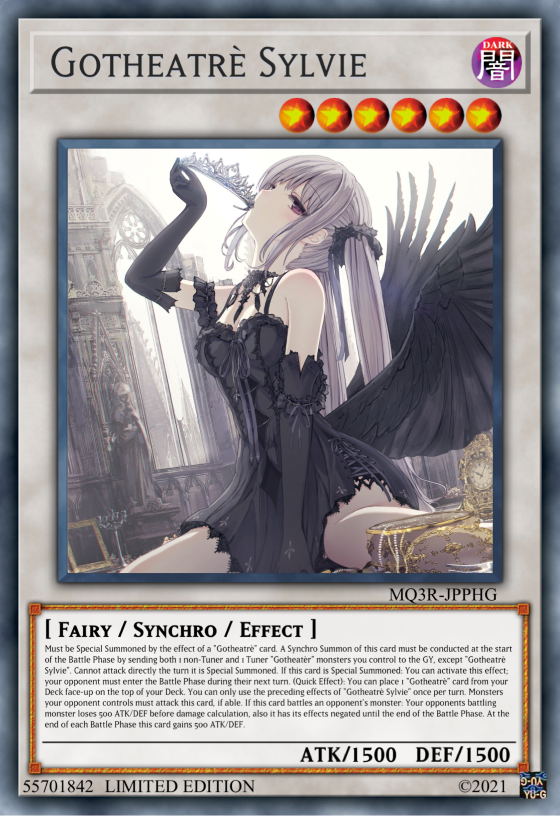 Gotheatrè Sylvie
DARK
闇
MQ3R-JPPHG
[ Fairy / Synchro / Effect ]
Must be Special Summoned by the effect of a "Gotheatrè" card. A Synchro Summon of this card must be conducted at the start
of the Battle Phase by sending both 1 non-Tuner and 1 Tuner "Gotheatèr" monsters you control to the GY, except "Gotheatrè
Sylvie". Cannot attack directly the turn it is Special Summoned. If this card is Special Summoned: You can activate this effect;
your opponent must enter the Battle Phase during their next turn. (Quick Effect): You can place 1 "Gotheatrè" card from your
Deck face-up on the top of your Deck. You can only use the preceding effects of "Gotheatrè Sylvie" once per turn. Monsters
your opponent controls must attack this card, if able. If this card battles an opponent's monster: Your opponents battling
monster loses 500 ATK/DEF before damage calculation, also it has its effects negated until the end of the Battle Phase. At the
end of each Battle Phase this card gains 500 ATK/DEF.
ATK/1500 DEF/1500
55701842 LIMITED EDITION ©2021
YU-G